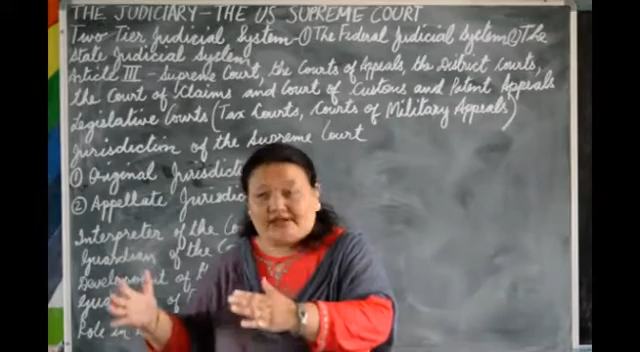 THE JUDICIARY - THE US SUPREME COURT
Two Tier Judicial System - ① The Federal Judicial System ② The
State Judicial System
Article III - Supreme Court, the Courts of Appeals, the District Courts,
the Court of Claims and Court of Customs and Patent Appeals
Legislative Courts (Tax Courts, Courts of Military Appeals)
Jurisdiction of the Supreme Court
① Original Jurisdicti
② Appellate Jurisdic
Interpreter of the Co
Guardian of the C
Development of
of
Role in